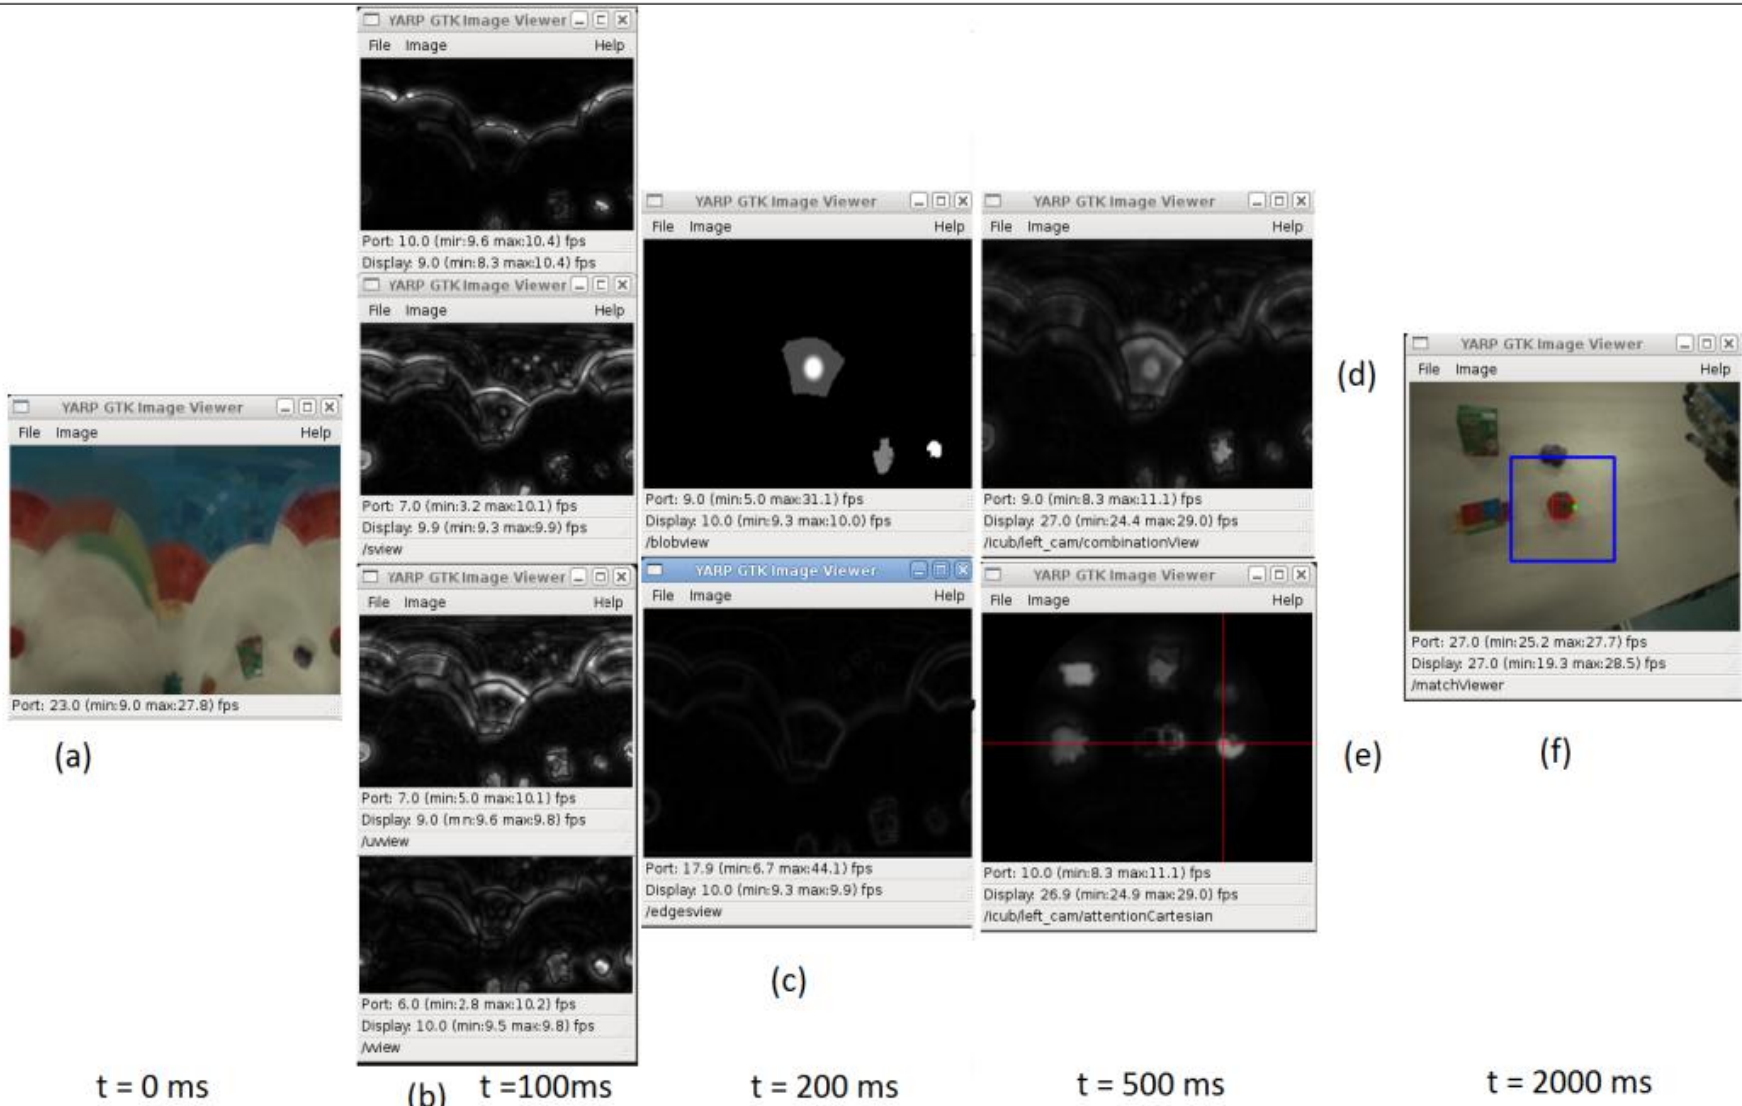 YARP GTK Image Viewer
File Image Help
Port: 23.0 (min:9.0 max:27.8) fps
(a)
t = 0 ms
YARP GTK Image Viewer
File Image Help
Port: 10.0 (min:9.6 max:10.4) fps
Display: 9.0 (min:8.3 max:10.4) fps
YARP GTK Image Viewer
File Image Help
Port: 7.0 (min:3.2 max:10.1) fps
Display: 9.9 (min:9.3 max:9.9) fps
/sview
YARP GTK Image Viewer
File Image Help
Port: 7.0 (min:5.0 max:10.1) fps
Display: 9.0 (min:9.6 max:9.8) fps
/uvview
Port: 6.0 (min:2.8 max:10.2) fps
Display: 10.0 (min:9.5 max:9.8) fps
/vview
(b) t =100ms
YARP GTK Image Viewer
File Image Help
Port: 9.0 (min:5.0 max:31.1) fps
Display: 10.0 (min:9.3 max:10.0) fps
/blobview
YARP GTK Image Viewer
File Image Help
Port: 17.9 (min:6.7 max:44.1) fps
Display: 10.0 (min:9.3 max:9.9) fps
/edgesview
(c)
t = 200 ms
YARP GTK Image Viewer
File Image Help
Port: 9.0 (min:8.3 max:11.1) fps
Display: 27.0 (min:24.4 max:29.0) fps
/icub/left_cam/combinationView
(d)
YARP GTK Image Viewer
File Image Help
Port: 10.0 (min:8.3 max:11.1) fps
Display: 26.9 (min:24.9 max:29.0) fps
/icub/left_cam/attentionCartesian
(e)
t = 500 ms
YARP GTK Image Viewer
File Image Help
Port: 27.0 (min:25.2 max:27.7) fps
Display: 27.0 (min:19.3 max:28.5) fps
/matchViewer
(f)
t = 2000 ms